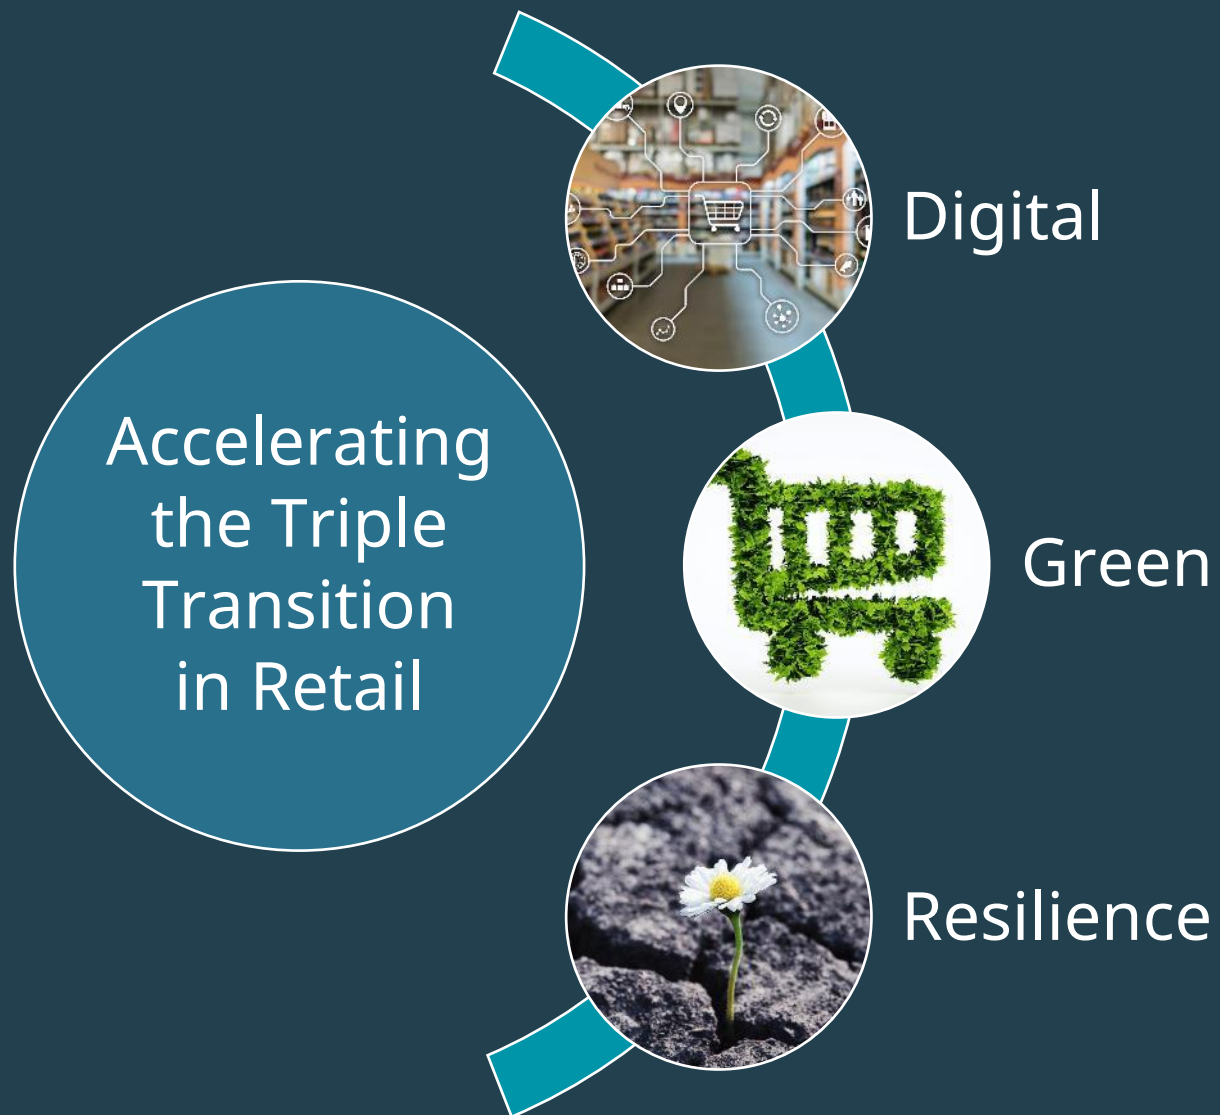 Accelerating
the Triple
Transition
in Retail
Digital
Green
Resilience